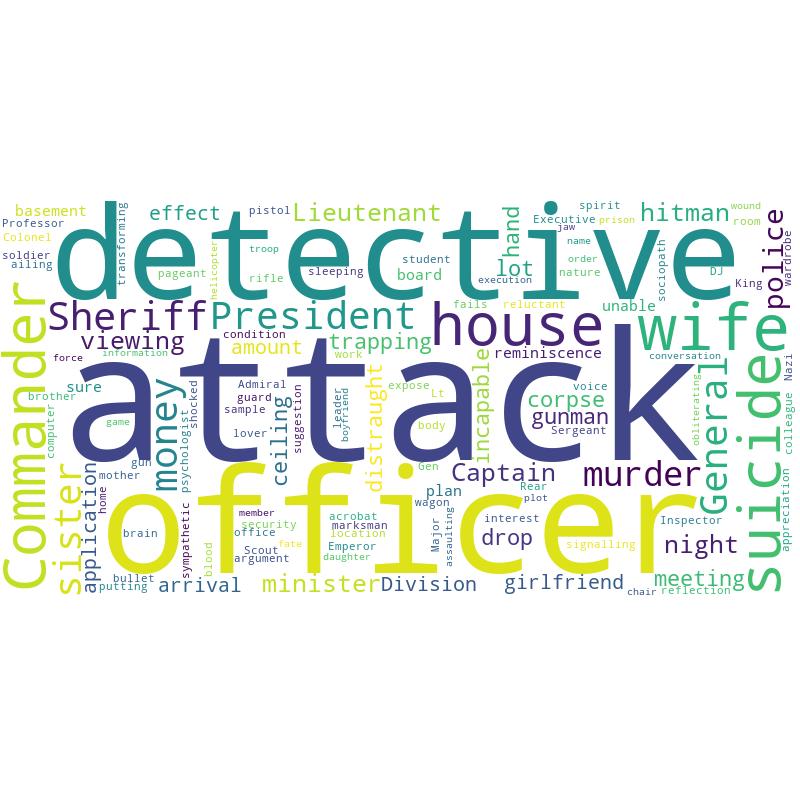 basement
Professor
Colonel
soldier
ailing
transforming
effect
pistol
Lieutenant
hand
Executive
jaw
spirit
prison
hitman
wound
room
police
wardrobe
detective
helicopter
troop
pageant
rifle
sleeping
student
board
lot
execution
name
order
nature
sociopath
DJ
King
Commander
Sheriff
President
house
fails
reluctant
unable
wife
viewing
condition
amount
trapping
reminiscence
conversation
force
information
work
attack
brother
computer
sure
money
shocked
psychologist
Admiral
guard
sample
lover
ceiling
suggestion
leader
boyfriend
distraught
expose
Lt
body
incapable
voice
corpse
gunman
Sergeant
obliterating
General
suicide
Nazi
colleague
game
sister
application
gun
mother
home
Gen
Captain
murder
officer
plan
wagon
Rear
plot
brain
sympathetic
blood
member
security
office
Scout
argument
fate
acrobat
marksman
location
Emperor
daughter
Major
assaulting
interest
drop
signalling
Inspector
night
appreciation
bullet
putting
arrival
minister
Division
girlfriend
meeting
chair
reflection